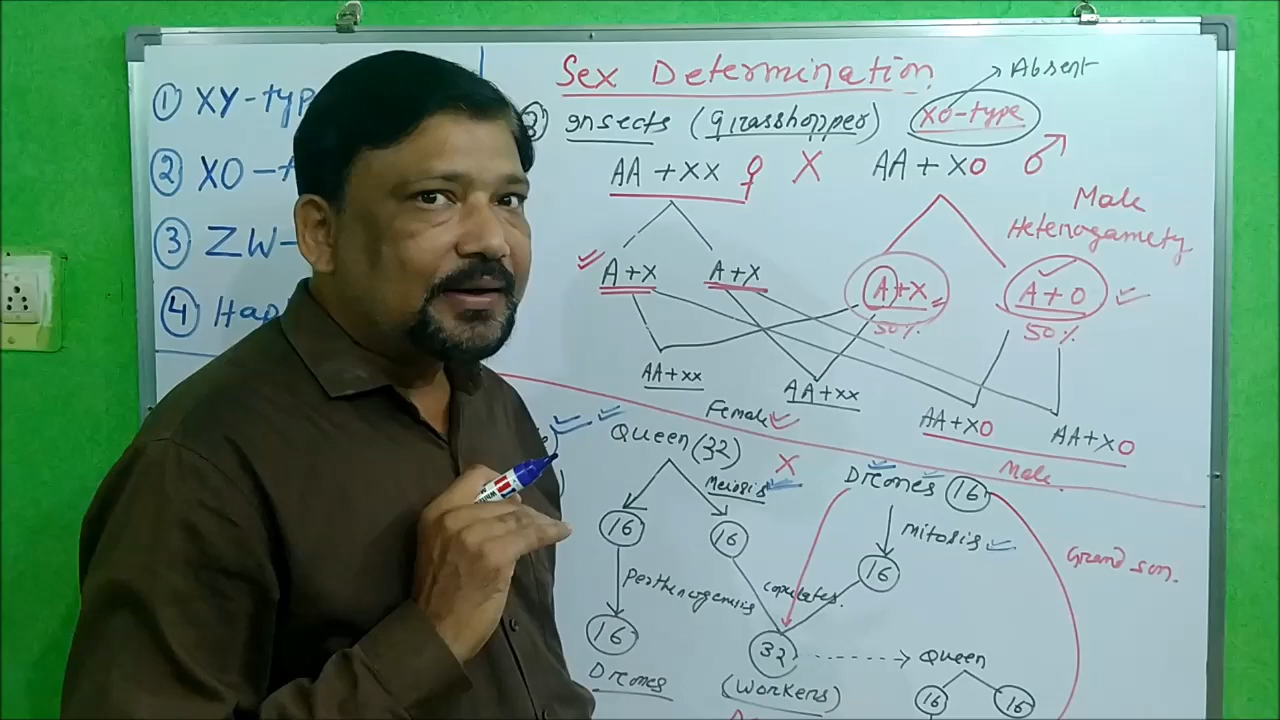 ① XY-typ
② XO-t
③ ZW-
④ Hap
Sex Determination
Absent
③ Insects (Grasshopper) XO-type
AA + XX ♀ X AA + XO ♂
Male
Heterogamety
A+X A+X A+X A+O
50% 50%
AA+XX AA+XX AA+XO AA+XO
Female
Male
Queen (32) X Drones 16
Meiosis
16 16 mitosis
16
Grand son.
Parthenogenesis copulates.
16 32 Queen
Drones (Workers) 16 16